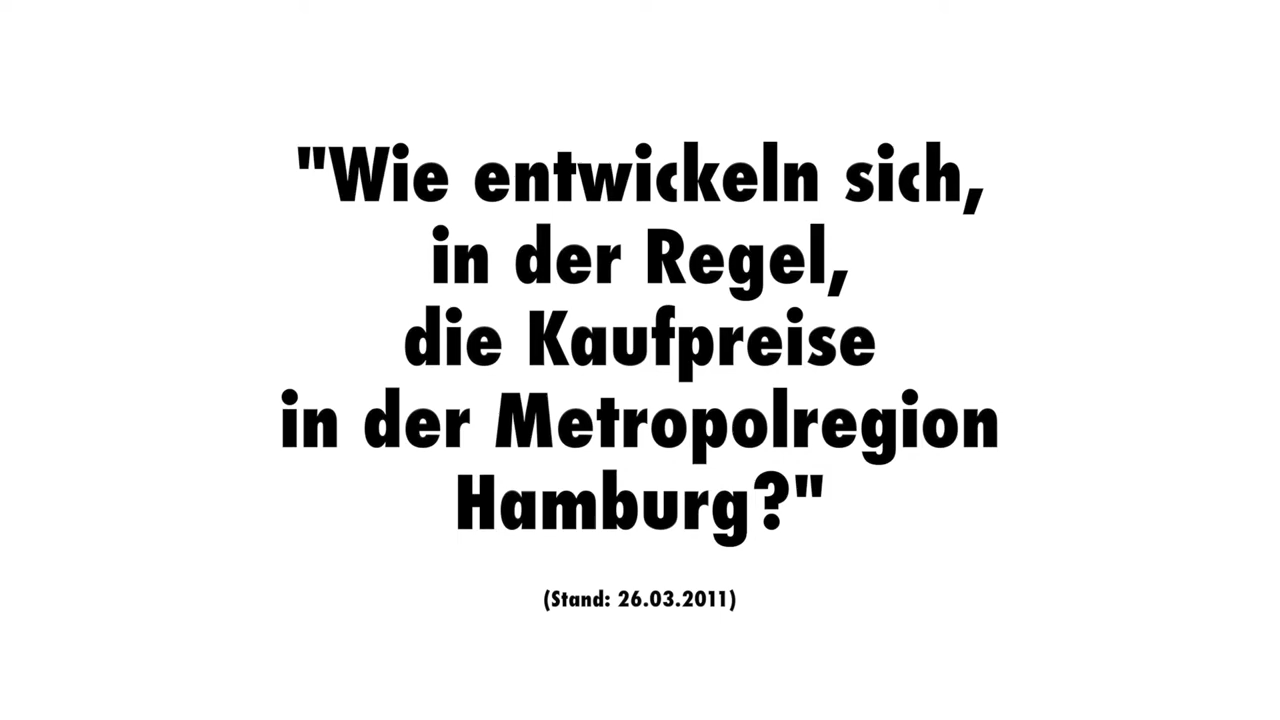 "Wie entwickeln sich,
in der Regel,
die Kaufpreise
in der Metropolregion
Hamburg?"
(Stand: 26.03.2011)